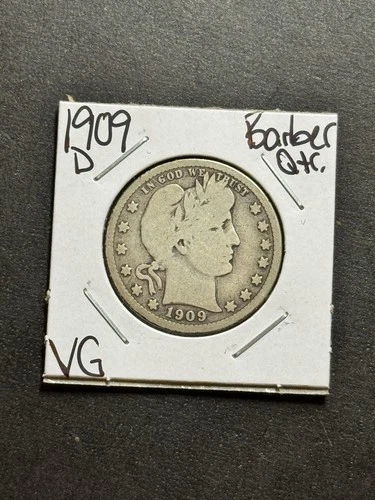 1909
D
Barber
Qtr.
IN GOD WE TRUST
1909
VG